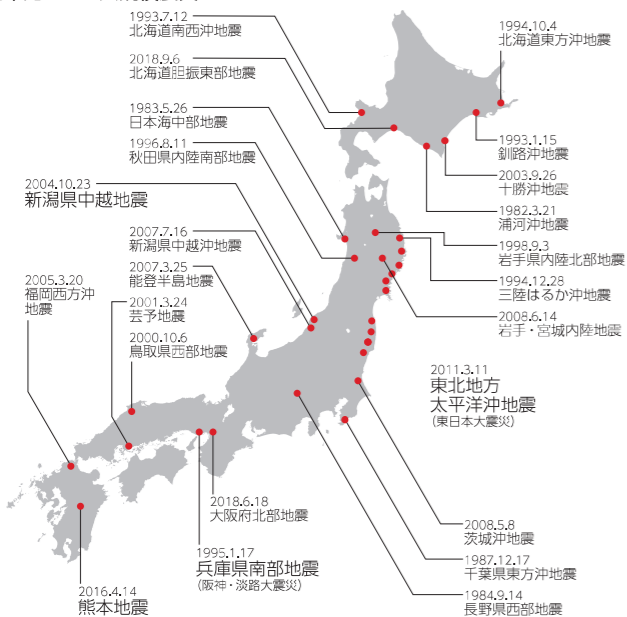 1993.7.12
北海道南西沖地震
2018.9.6
北海道胆振東部地震
1983.5.26
日本海中部地震
1996.8.11
秋田県内陸南部地震
2004.10.23
新潟県中越地震
2007.7.16
新潟県中越沖地震
2007.3.25
能登半島地震
2005.3.20
福岡西方沖
地震
2001.3.24
芸予地震
2000.10.6
鳥取県西部地震
1994.10.4
北海道東方沖地震
1993.1.15
釧路沖地震
2003.9.26
十勝沖地震
1982.3.21
浦河沖地震
1998.9.3
岩手県内陸北部地震
1994.12.28
三陸はるか沖地震
2008.6.14
岩手・宮城内陸地震
2011.3.11
東北地方
太平洋沖地震
(東日本大震災)
2018.6.18
大阪府北部地震
1995.1.17
兵庫県南部地震
(阪神・淡路大震災)
2016.4.14
熊本地震
2008.5.8
茨城沖地震
1987.12.17
千葉県東方沖地震
1984.9.14
長野県西部地震